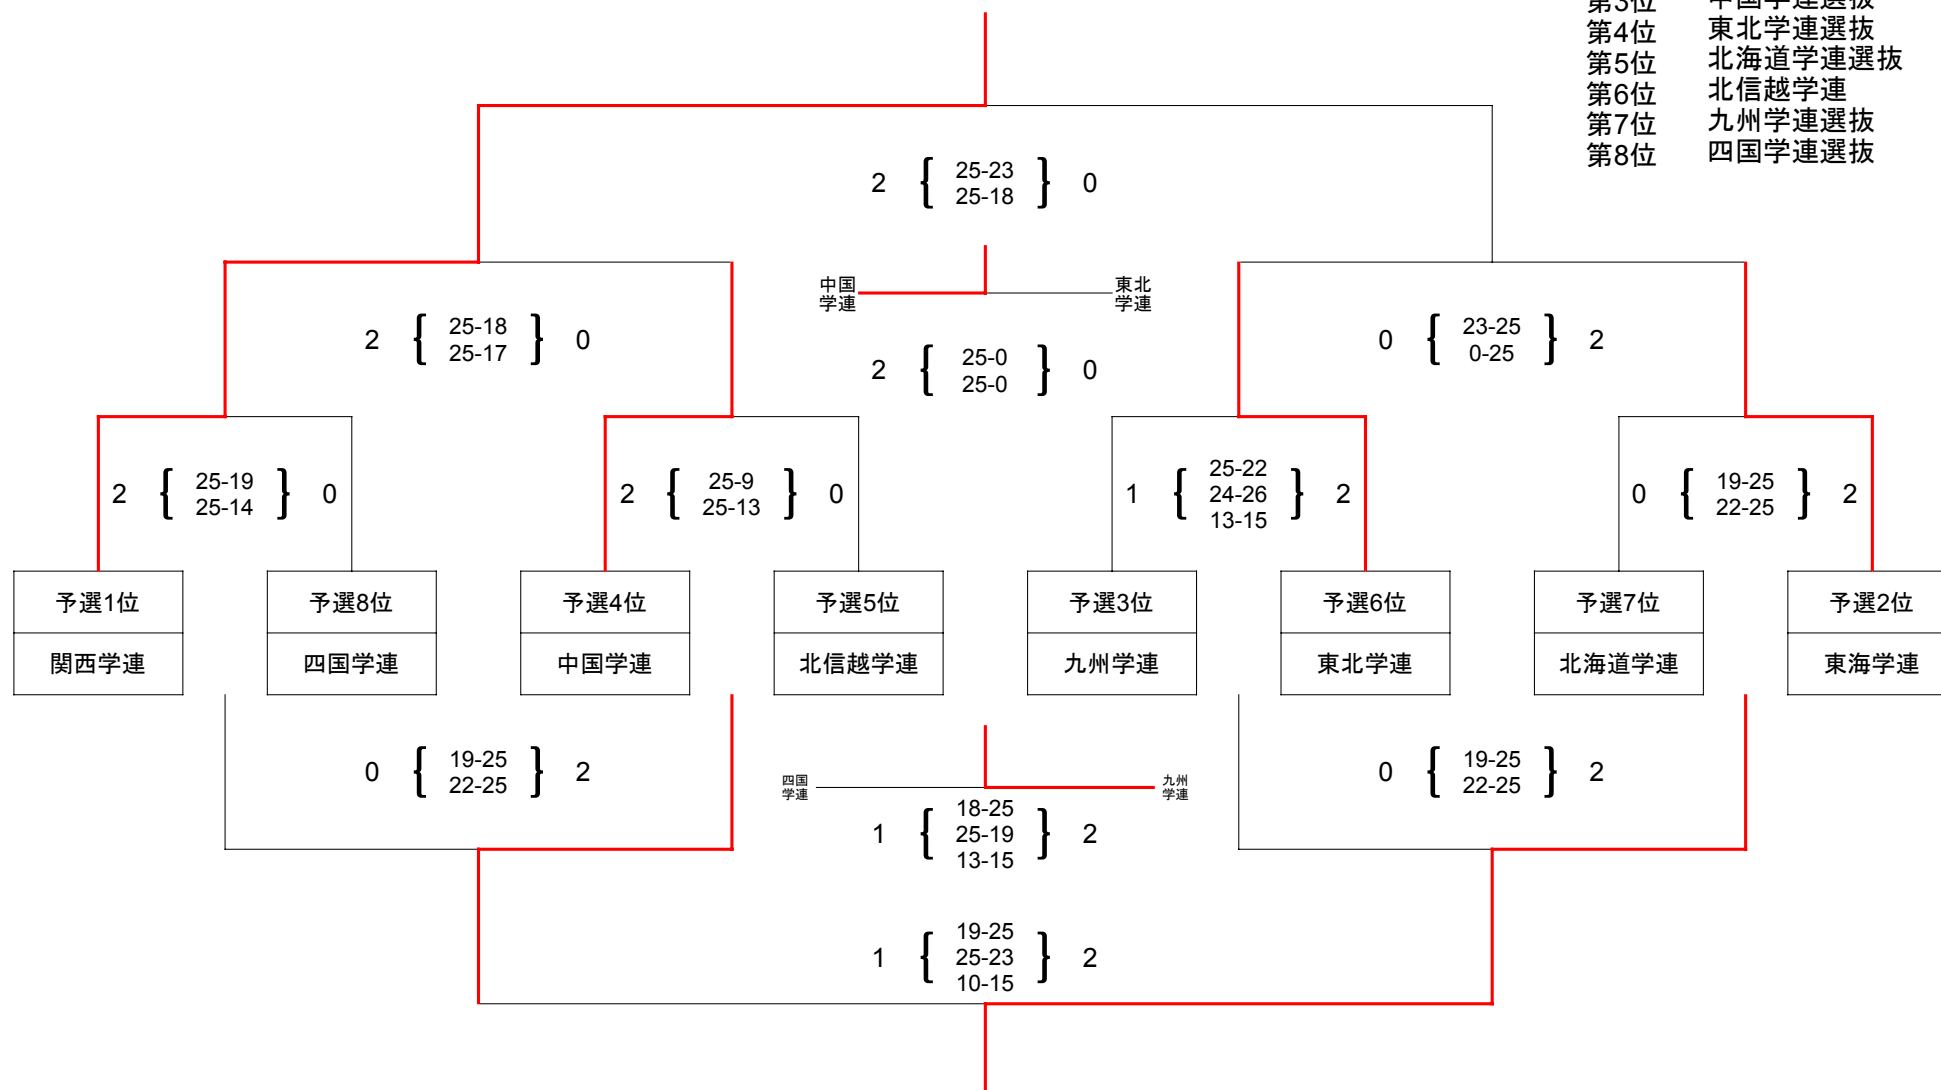 第3位 中国学連選抜
第4位 東北学連選抜
第5位 北海道学連選抜
第6位 北信越学連
第7位 九州学連選抜
第8位 四国学連選抜
2 { 25-23 } 0
25-18
中国
学連
東北
学連
2 { 25-18 } 0
25-17
2 { 25-0 } 0
25-0
0 { 23-25 } 2
0-25
2 { 25-19 } 0
25-14
2 { 25-9 } 0
25-13
1 { 25-22 } 2
24-26
13-15
0 { 19-25 } 2
22-25
予選1位 予選8位 予選4位 予選5位 予選3位 予選6位 予選7位 予選2位
関西学連 四国学連 中国学連 北信越学連 九州学連 東北学連 北海道学連 東海学連
0 { 19-25 } 2
22-25
四国
学連
九州
学連
0 { 19-25 } 2
22-25
1 { 18-25 } 2
25-19
13-15
1 { 19-25 } 2
25-23
10-15